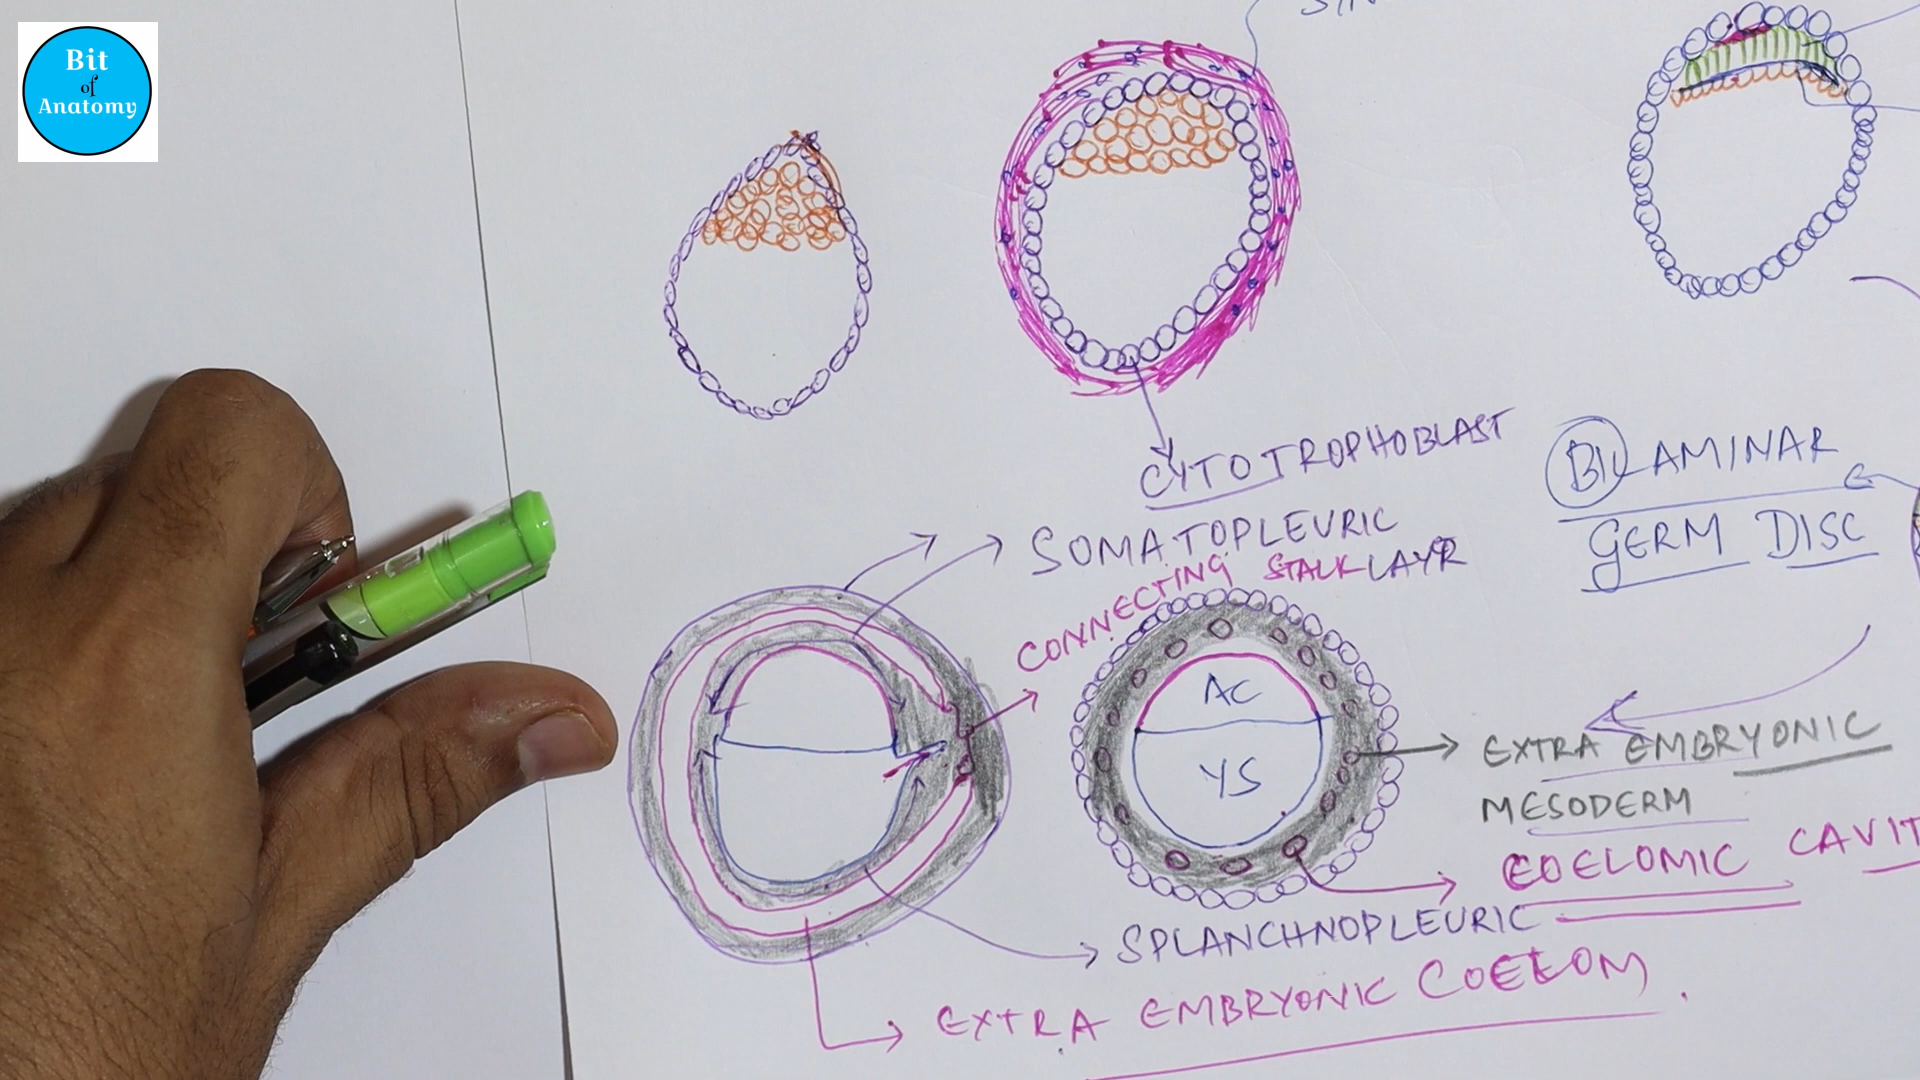 Bit
of
Anatomy
CYTOTROPHOBLAST
BILAMINAR
GERM DISC
SOMATOPLEURIC
LAYR
CONNECTING STALK
AC
YS
EXTRA EMBRYONIC
MESODERM
COELOMIC CAVIT
SPLANCHNOPLEURIC
EXTRA EMBRYONIC COELOM